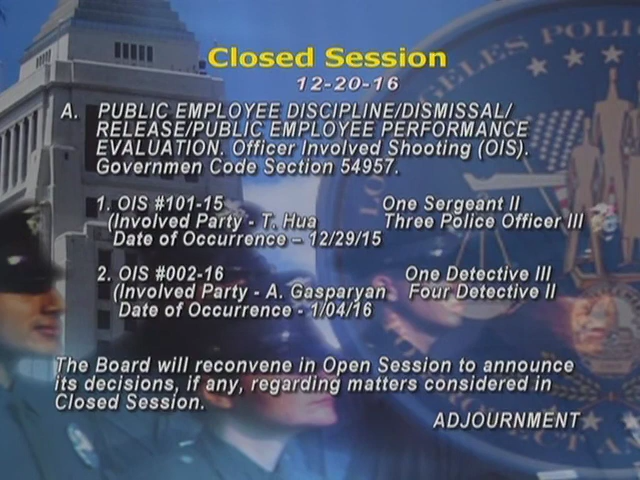 Closed Session
12-20-16
A. PUBLIC EMPLOYEE DISCIPLINE/DISMISSAL/
RELEASE/PUBLIC EMPLOYEE PERFORMANCE
EVALUATION. Officer Involved Shooting (OIS).
Governmen Code Section 54957.
1. OIS #101-15 One Sergeant II
(Involved Party - T. Hua Three Police Officer III
Date of Occurrence – 12/29/15
2. OIS #002-16 One Detective III
(Involved Party - A. Gasparyan Four Detective II
Date of Occurrence - 1/04/16
The Board will reconvene in Open Session to announce
its decisions, if any, regarding matters considered in
Closed Session.
ADJOURNMENT